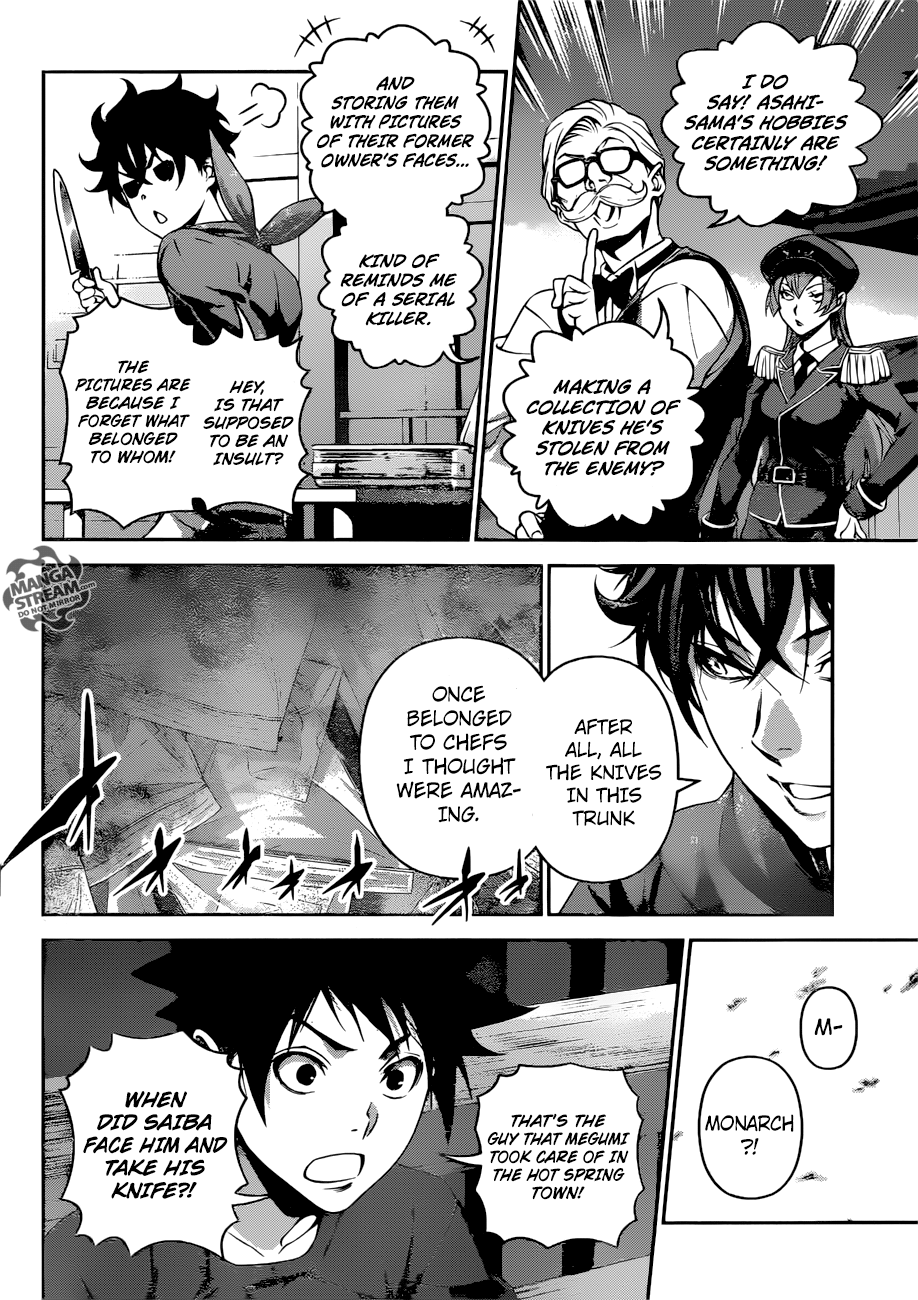 I DO
SAY! ASAHI-
SAMA'S HOBBIES
CERTAINLY ARE
SOMETHING!
MAKING A
COLLECTION OF
KNIVES HE'S
STOLEN FROM
THE ENEMY?
AND
STORING THEM
WITH PICTURES
OF THEIR FORMER
OWNER'S FACES...
KIND OF
REMINDS ME
OF A SERIAL
KILLER.
HEY,
IS THAT
SUPPOSED
TO BE AN
INSULT?
THE
PICTURES ARE
BECAUSE I
FORGET WHAT
BELONGED
TO WHOM!
MANGA
STREAM.com
DO NOT MIRROR
AFTER
ALL, ALL
THE KNIVES
IN THIS
TRUNK
ONCE
BELONGED
TO CHEFS
I THOUGHT
WERE AMAZ-
ING.
M-
MONARCH
?!
THAT'S THE
GUY THAT MEGUMI
TOOK CARE OF IN
THE HOT SPRING
TOWN!
WHEN
DID SAIBA
FACE HIM AND
TAKE HIS
KNIFE?!